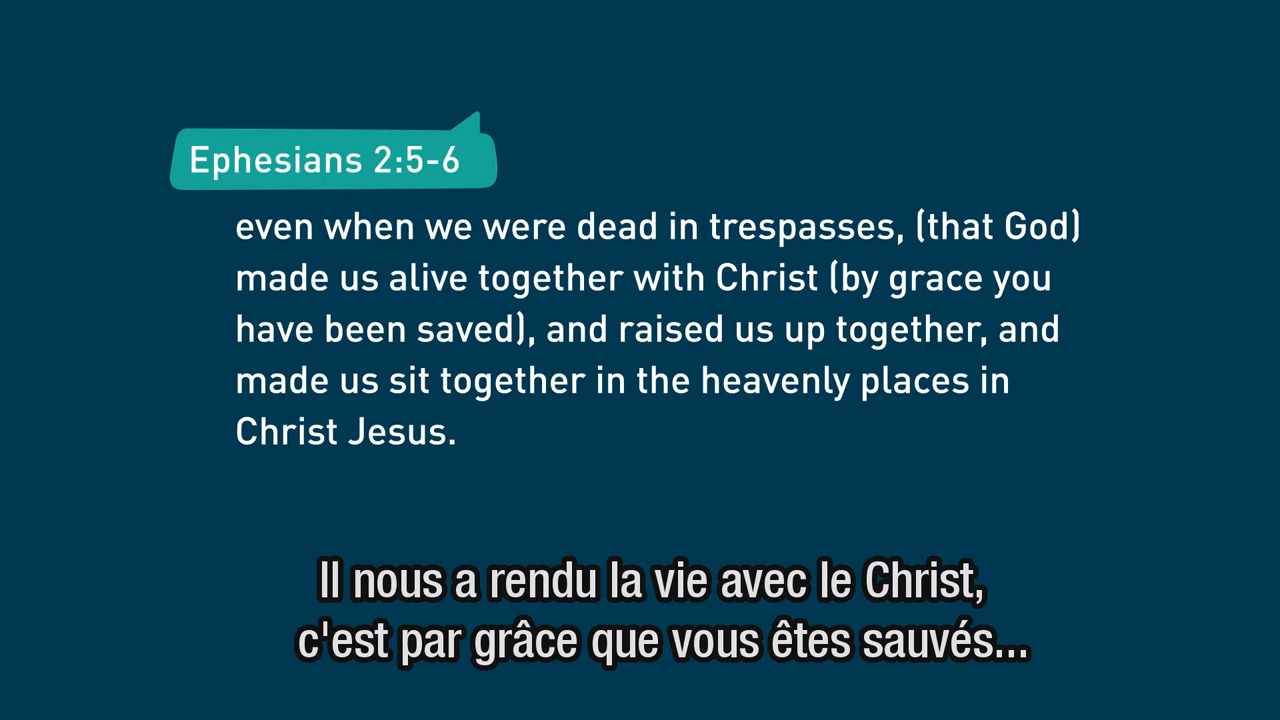 Ephesians 2:5-6
even when we were dead in trespasses, (that God)
made us alive together with Christ (by grace you
have been saved), and raised us up together, and
made us sit together in the heavenly places in
Christ Jesus.
Il nous a rendu la vie avec le Christ,
c'est par grâce que vous êtes sauvés...